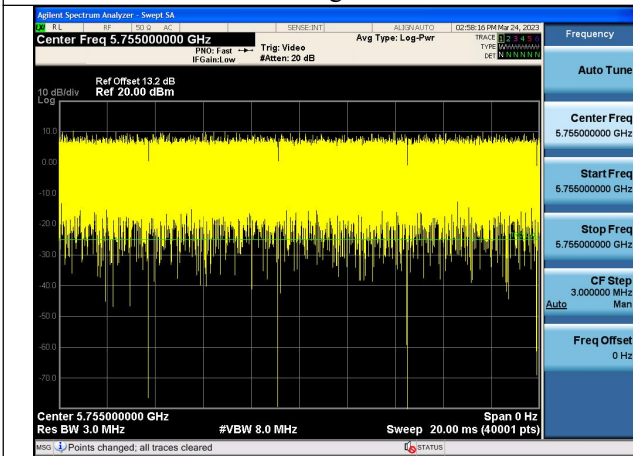 Agilent Spectrum Analyzer - Swept SA
RL RF 50 Ω AC SENSE:INT ALIGN AUTO 02:58:16 PM Mar 24, 2023
Center Freq 5.755000000 GHz
PNO: Fast
IFGain:Low
Trig: Video
#Atten: 20 dB
Avg Type: Log-Pwr
TRACE 1 2 3 4 5 6
TYPE WWWWWW
DET N N N N N N
Ref Offset 13.2 dB
10 dB/div Ref 20.00 dBm
Log
10.0
0.00
-10.0
-20.0
-30.0
-40.0
-50.0
-60.0
-70.0
Center 5.755000000 GHz Span 0 Hz
Res BW 3.0 MHz #VBW 8.0 MHz Sweep 20.00 ms (40001 pts)
MSG Points changed; all traces cleared STATUS
Frequency
Auto Tune
Center Freq
5.755000000 GHz
Start Freq
5.755000000 GHz
Stop Freq
5.755000000 GHz
CF Step
3.000000 MHz
Auto Man
Freq Offset
0 Hz